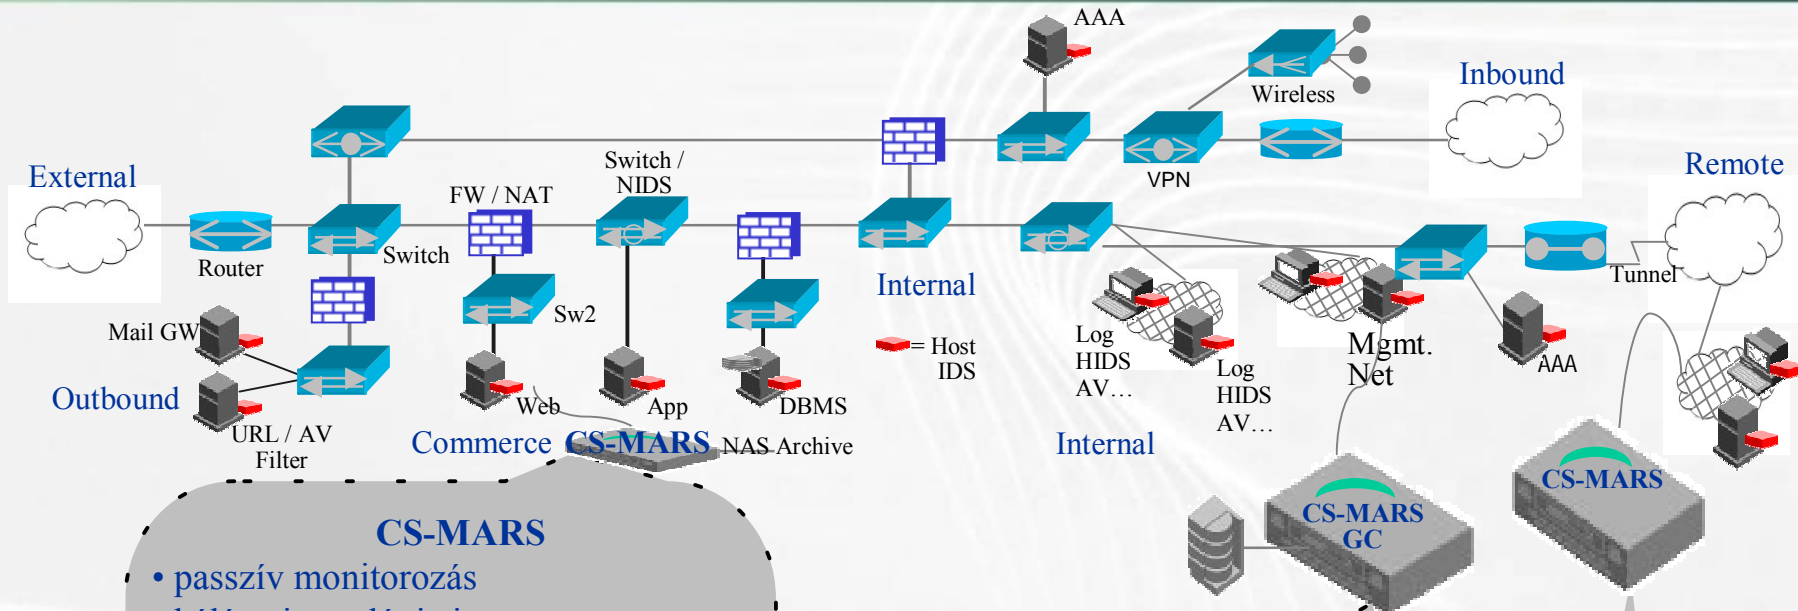 AAA
Wireless
Inbound
External
Router
Switch
FW / NAT
Switch /
NIDS
VPN
Remote
Tunnel
Mail GW
Outbound
URL / AV
Filter
Sw2
Web
App
DBMS
Commerce
CS-MARS
NAS Archive
Internal
= Host
IDS
Log
HIDS
AV…
Log
HIDS
AV…
Internal
Mgmt.
Net
AAA
CS-MARS
GC
CS-MARS
CS-MARS
• passzív monitorozás